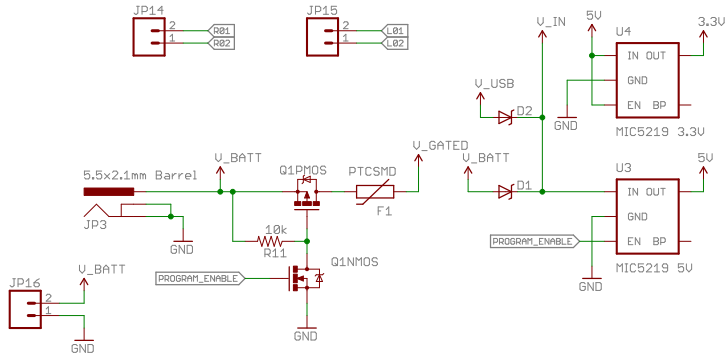 JP14
2
1
R01
R02
JP15
2
1
L01
L02
V_IN
5V
U4
3.3V
IN OUT
GND
EN BP
MIC5219 3.3V
GND
V_USB
D2
V_BATT
Q1PMOS
PTCSMD
V_GATED
V_BATT
5.5x2.1mm Barrel
F1
D1
U3
5V
IN OUT
GND
EN BP
MIC5219 5V
PROGRAM_ENABLE
GND
JP3
GND
10k
R11
Q1NMOS
PROGRAM_ENABLE
GND
JP16
V_BATT
2
1
GND